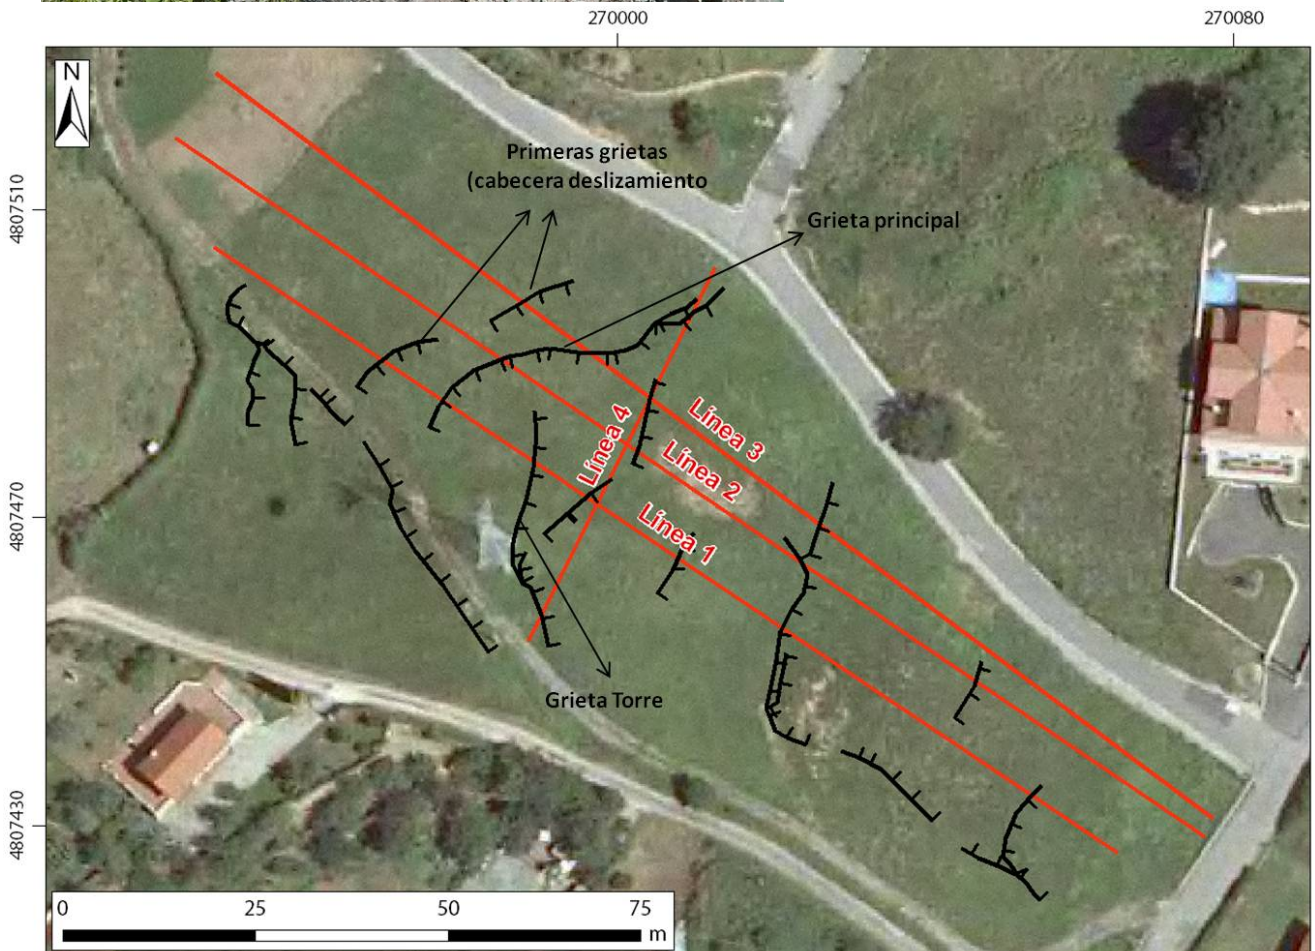 270000
270080
N
Primeras grietas
(cabecera deslizamiento
4807510
Grieta principal
Línea 3
Línea 4
Línea 2
4807470
Línea 1
Grieta Torre
4807430
0 25 50 75
m